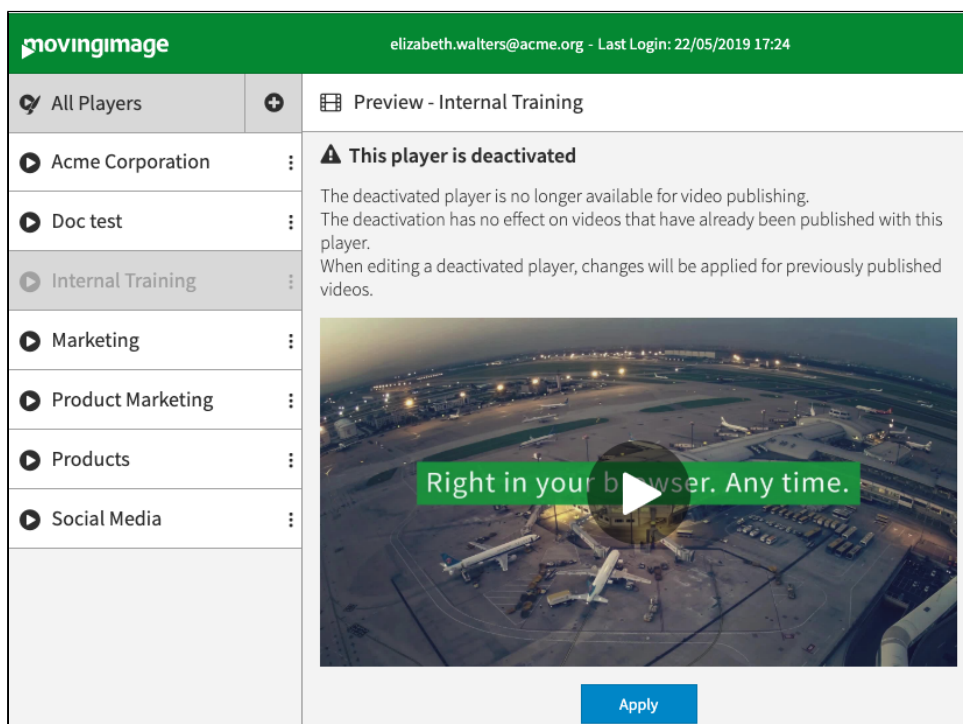 movingimage
elizabeth.walters@acme.org - Last Login: 22/05/2019 17:24
All Players
Preview - Internal Training
Acme Corporation
Doc test
Internal Training
Marketing
Product Marketing
Products
Social Media
This player is deactivated
The deactivated player is no longer available for video publishing.
The deactivation has no effect on videos that have already been published with this
player.
When editing a deactivated player, changes will be applied for previously published
videos.
Right in your browser. Any time.
Apply